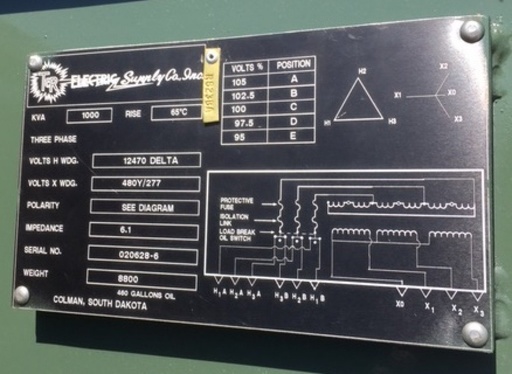 T&R ELECTRIC Supply Co., Inc.
KVA 1000 RISE 65°C
THREE PHASE
VOLTS H WDG. 12470 DELTA
VOLTS X WDG. 480Y/277
POLARITY SEE DIAGRAM
IMPEDANCE 6.1
SERIAL NO. 020628-6
WEIGHT 8800
460 GALLONS OIL
COLMAN, SOUTH DAKOTA
VOLTS % POSITION
105 A
102.5 B
100 C
97.5 D
95 E
H2
H1 H3
X2
X1 X0
X3
PROTECTIVE
FUSE
ISOLATION
LINK
LOAD BREAK
OIL SWITCH
H1A H2A H3A H3B H2B H1B X0 X1 X2 X3